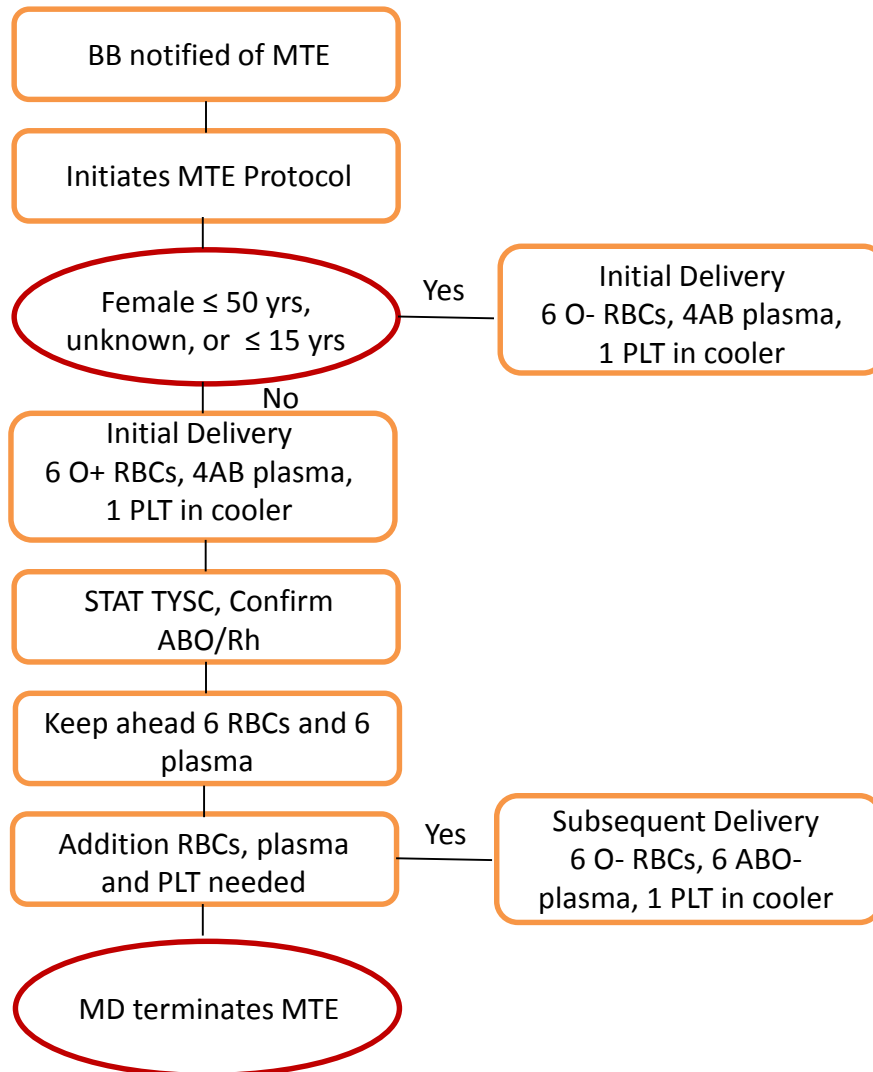 BB notified of MTE
Initiates MTE Protocol
Female ≤ 50 yrs,
unknown, or ≤ 15 yrs
Yes
Initial Delivery
6 O- RBCs, 4AB plasma,
1 PLT in cooler
No
Initial Delivery
6 O+ RBCs, 4AB plasma,
1 PLT in cooler
STAT TYSC, Confirm
ABO/Rh
Keep ahead 6 RBCs and 6
plasma
Addition RBCs, plasma
and PLT needed
Yes
Subsequent Delivery
6 O- RBCs, 6 ABO-
plasma, 1 PLT in cooler
MD terminates MTE